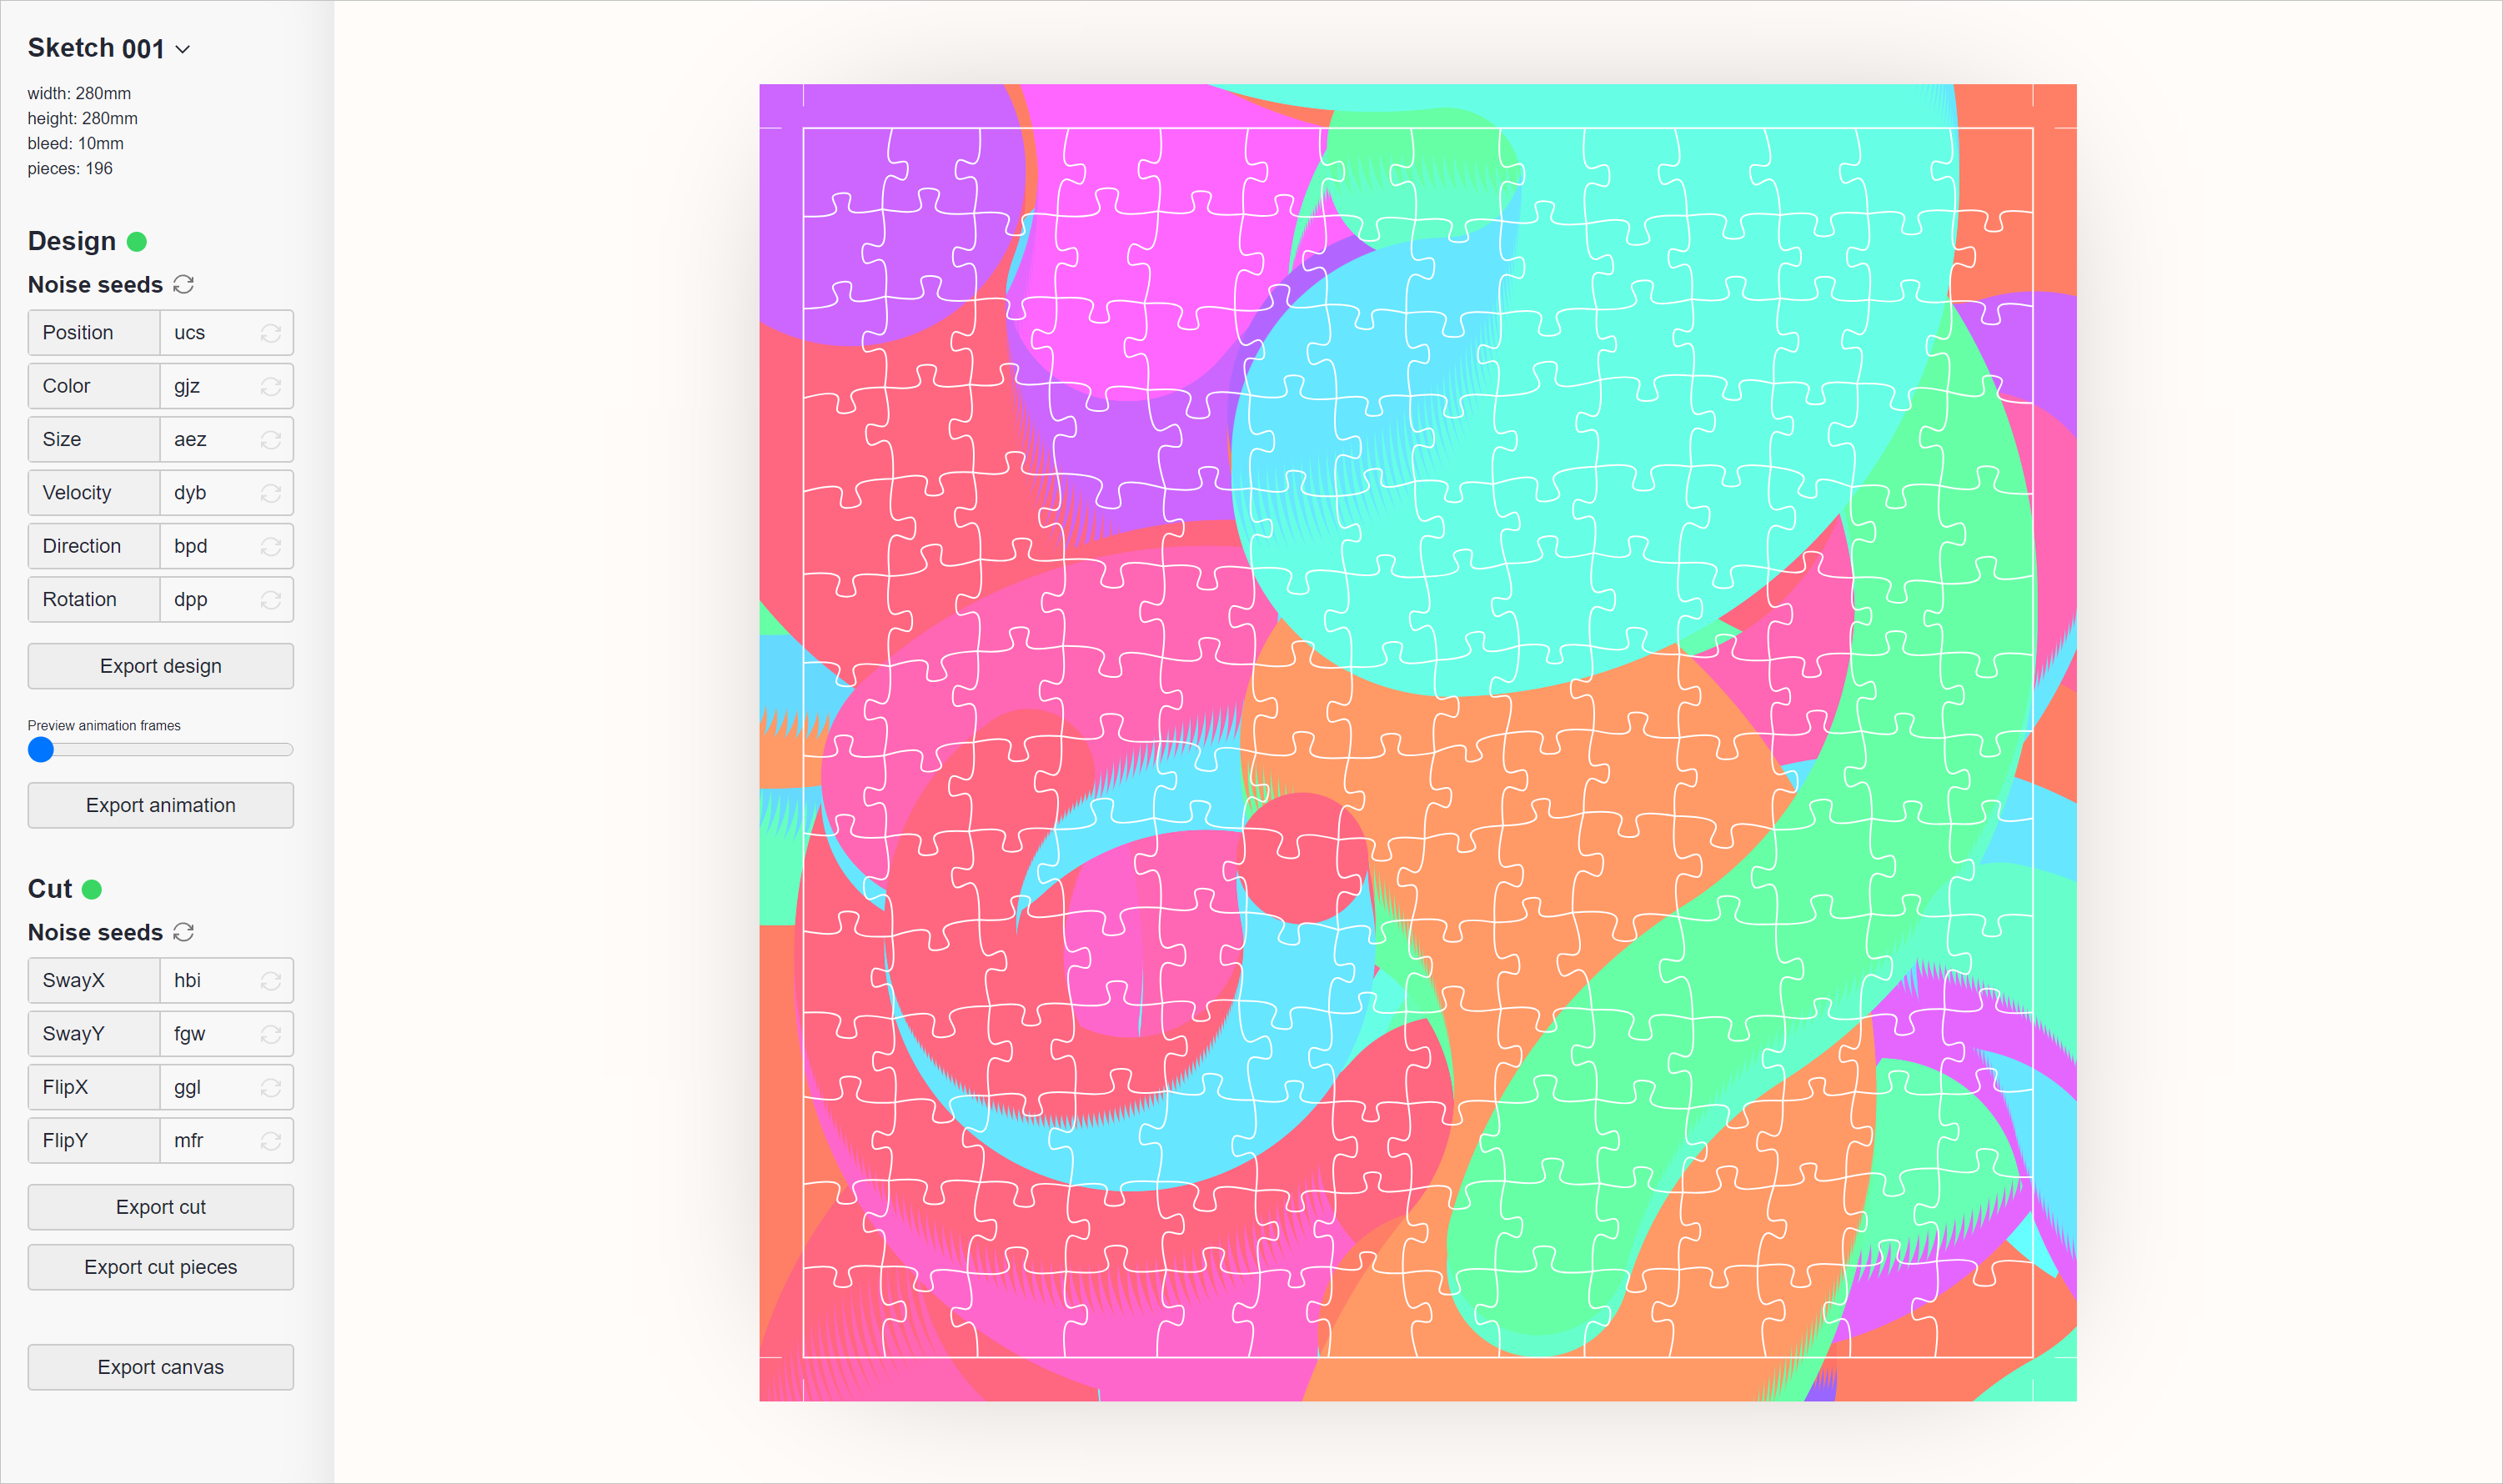 Sketch 001
width: 280mm
height: 280mm
bleed: 10mm
pieces: 196
Design
Noise seeds
Position ucs
Color gjz
Size aez
Velocity dyb
Direction bpd
Rotation dpp
Export design
Preview animation frames
Export animation
Cut
Noise seeds
SwayX hbi
SwayY fgw
FlipX ggl
FlipY mfr
Export cut
Export cut pieces
Export canvas